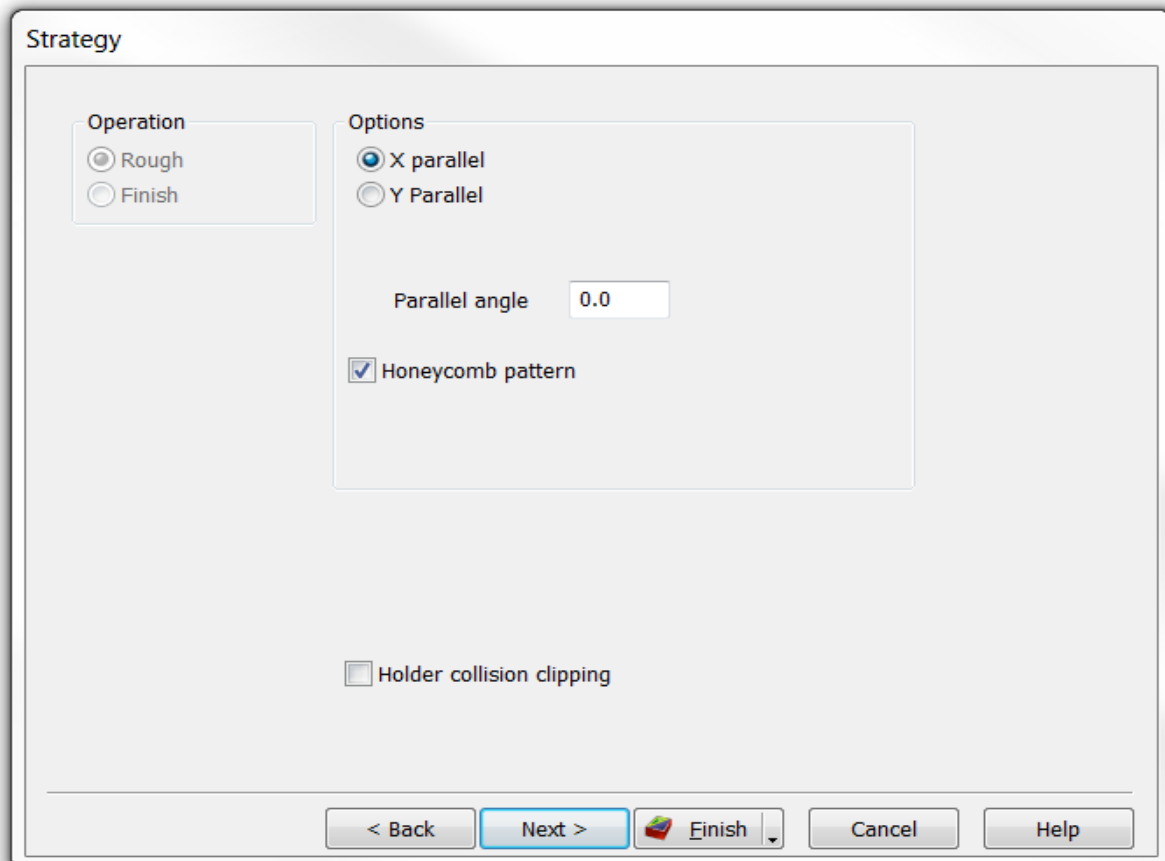 Strategy
Operation
Rough
Finish
Options
X parallel
Y Parallel
Parallel angle 0.0
Honeycomb pattern
Holder collision clipping
< Back Next > Finish Cancel Help